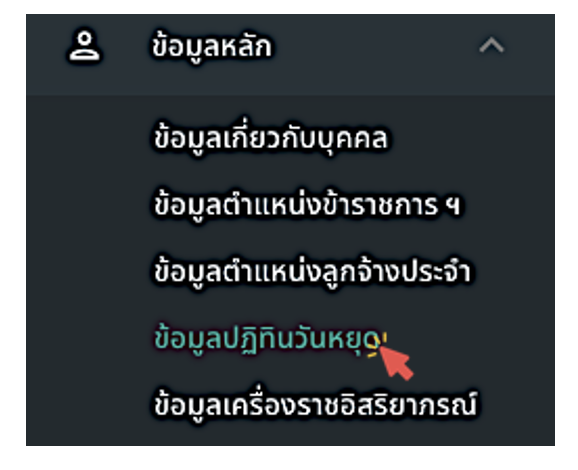 ข้อมูลหลัก
ข้อมูลเกี่ยวกับบุคคล
ข้อมูลตำแหน่งข้าราชการ ฯ
ข้อมูลตำแหน่งลูกจ้างประจำ
ข้อมูลปฏิทินวันหยุด
ข้อมูลเครื่องราชอิสริยาภรณ์